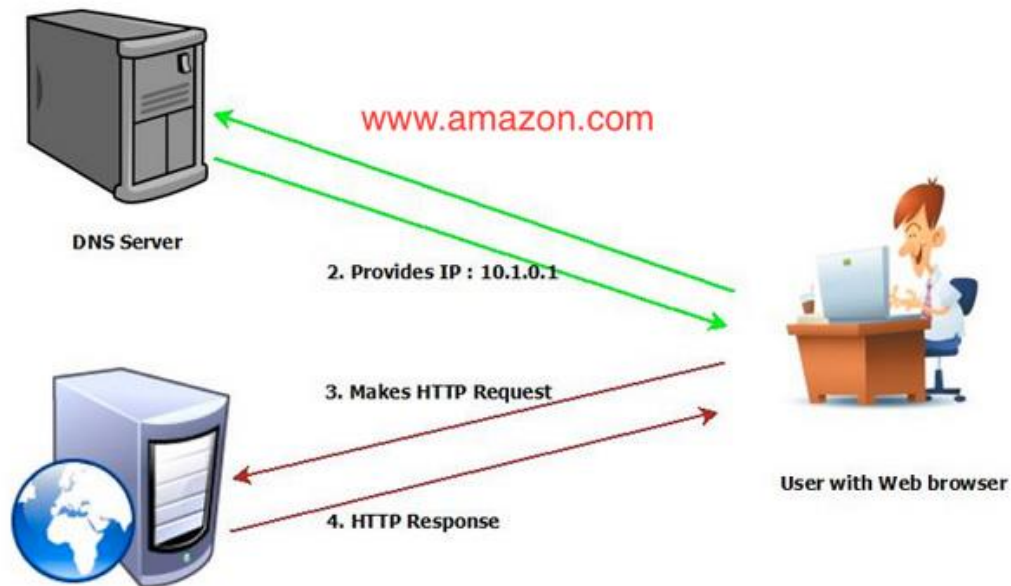 www.amazon.com
DNS Server
2. Provides IP : 10.1.0.1
3. Makes HTTP Request
User with Web browser
4. HTTP Response